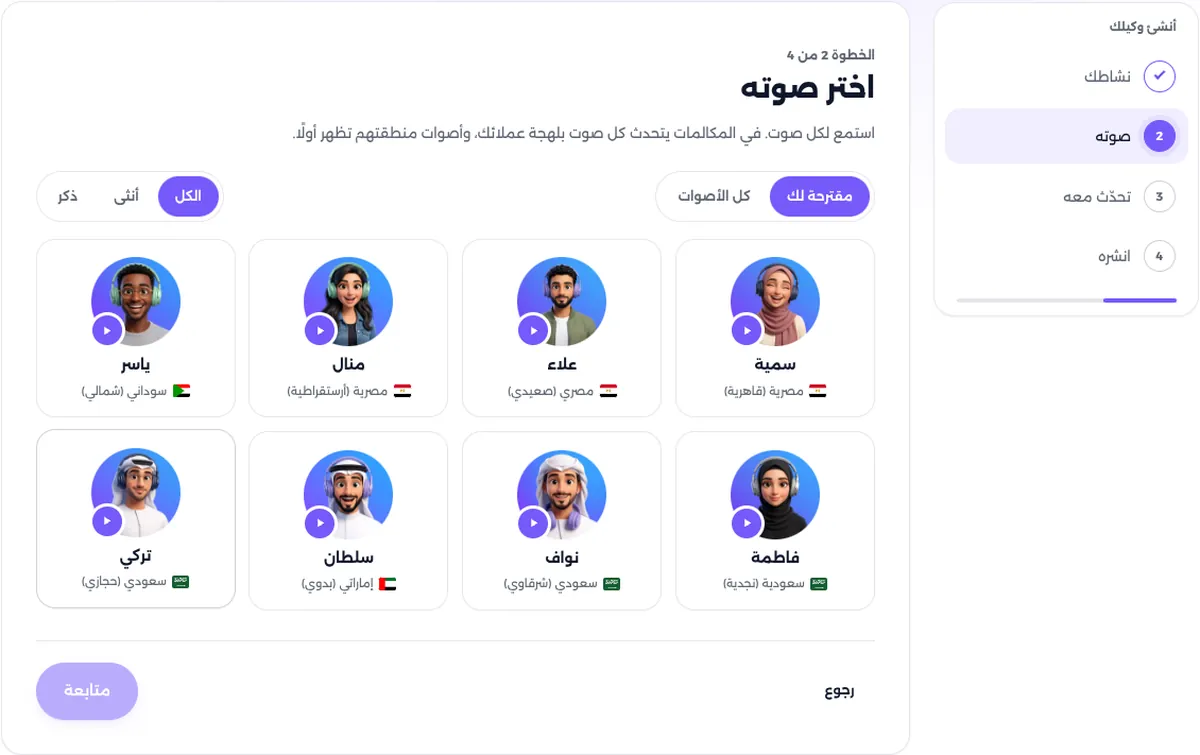 أنشئ وكيلك
نشاطك
2 صوته
3 تحدّث معه
4 انشره
الخطوة 2 من 4
اختر صوته
استمع لكل صوت. في المكالمات يتحدث كل صوت بلهجة عملائك، وأصوات منطقتهم تظهر أولًا.
مقترحة لك كل الأصوات
الكل أنثى ذكر
سمية
مصرية (قاهرية)
علاء
مصري (صعيدي)
منال
مصرية (أرستقراطية)
ياسر
سوداني (شمالي)
فاطمة
سعودية (نجدية)
نواف
سعودي (شرقاوي)
سلطان
إماراتي (بدوي)
تركي
سعودي (حجازي)
رجوع
متابعة